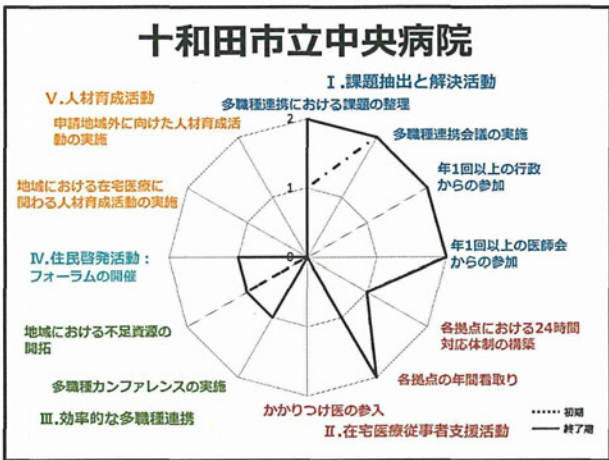 十和田市立中央病院
Ⅰ.課題抽出と解決活動
多職種連携における課題の整理
多職種連携会議の実施
年1回以上の行政
からの参加
年1回以上の医師会
からの参加
各拠点における24時間
対応体制の構築
各拠点の年間看取り
かかりつけ医の参入
Ⅱ.在宅医療従事者支援活動
多職種カンファレンスの実施
Ⅲ.効率的な多職種連携
地域における不足資源の
開拓
Ⅳ.住民啓発活動：
フォーラムの開催
地域における在宅医療に
関わる人材育成活動の実施
Ⅴ.人材育成活動
申請地域外に向けた人材育成活
動の実施
2
1
0
初期
終了期